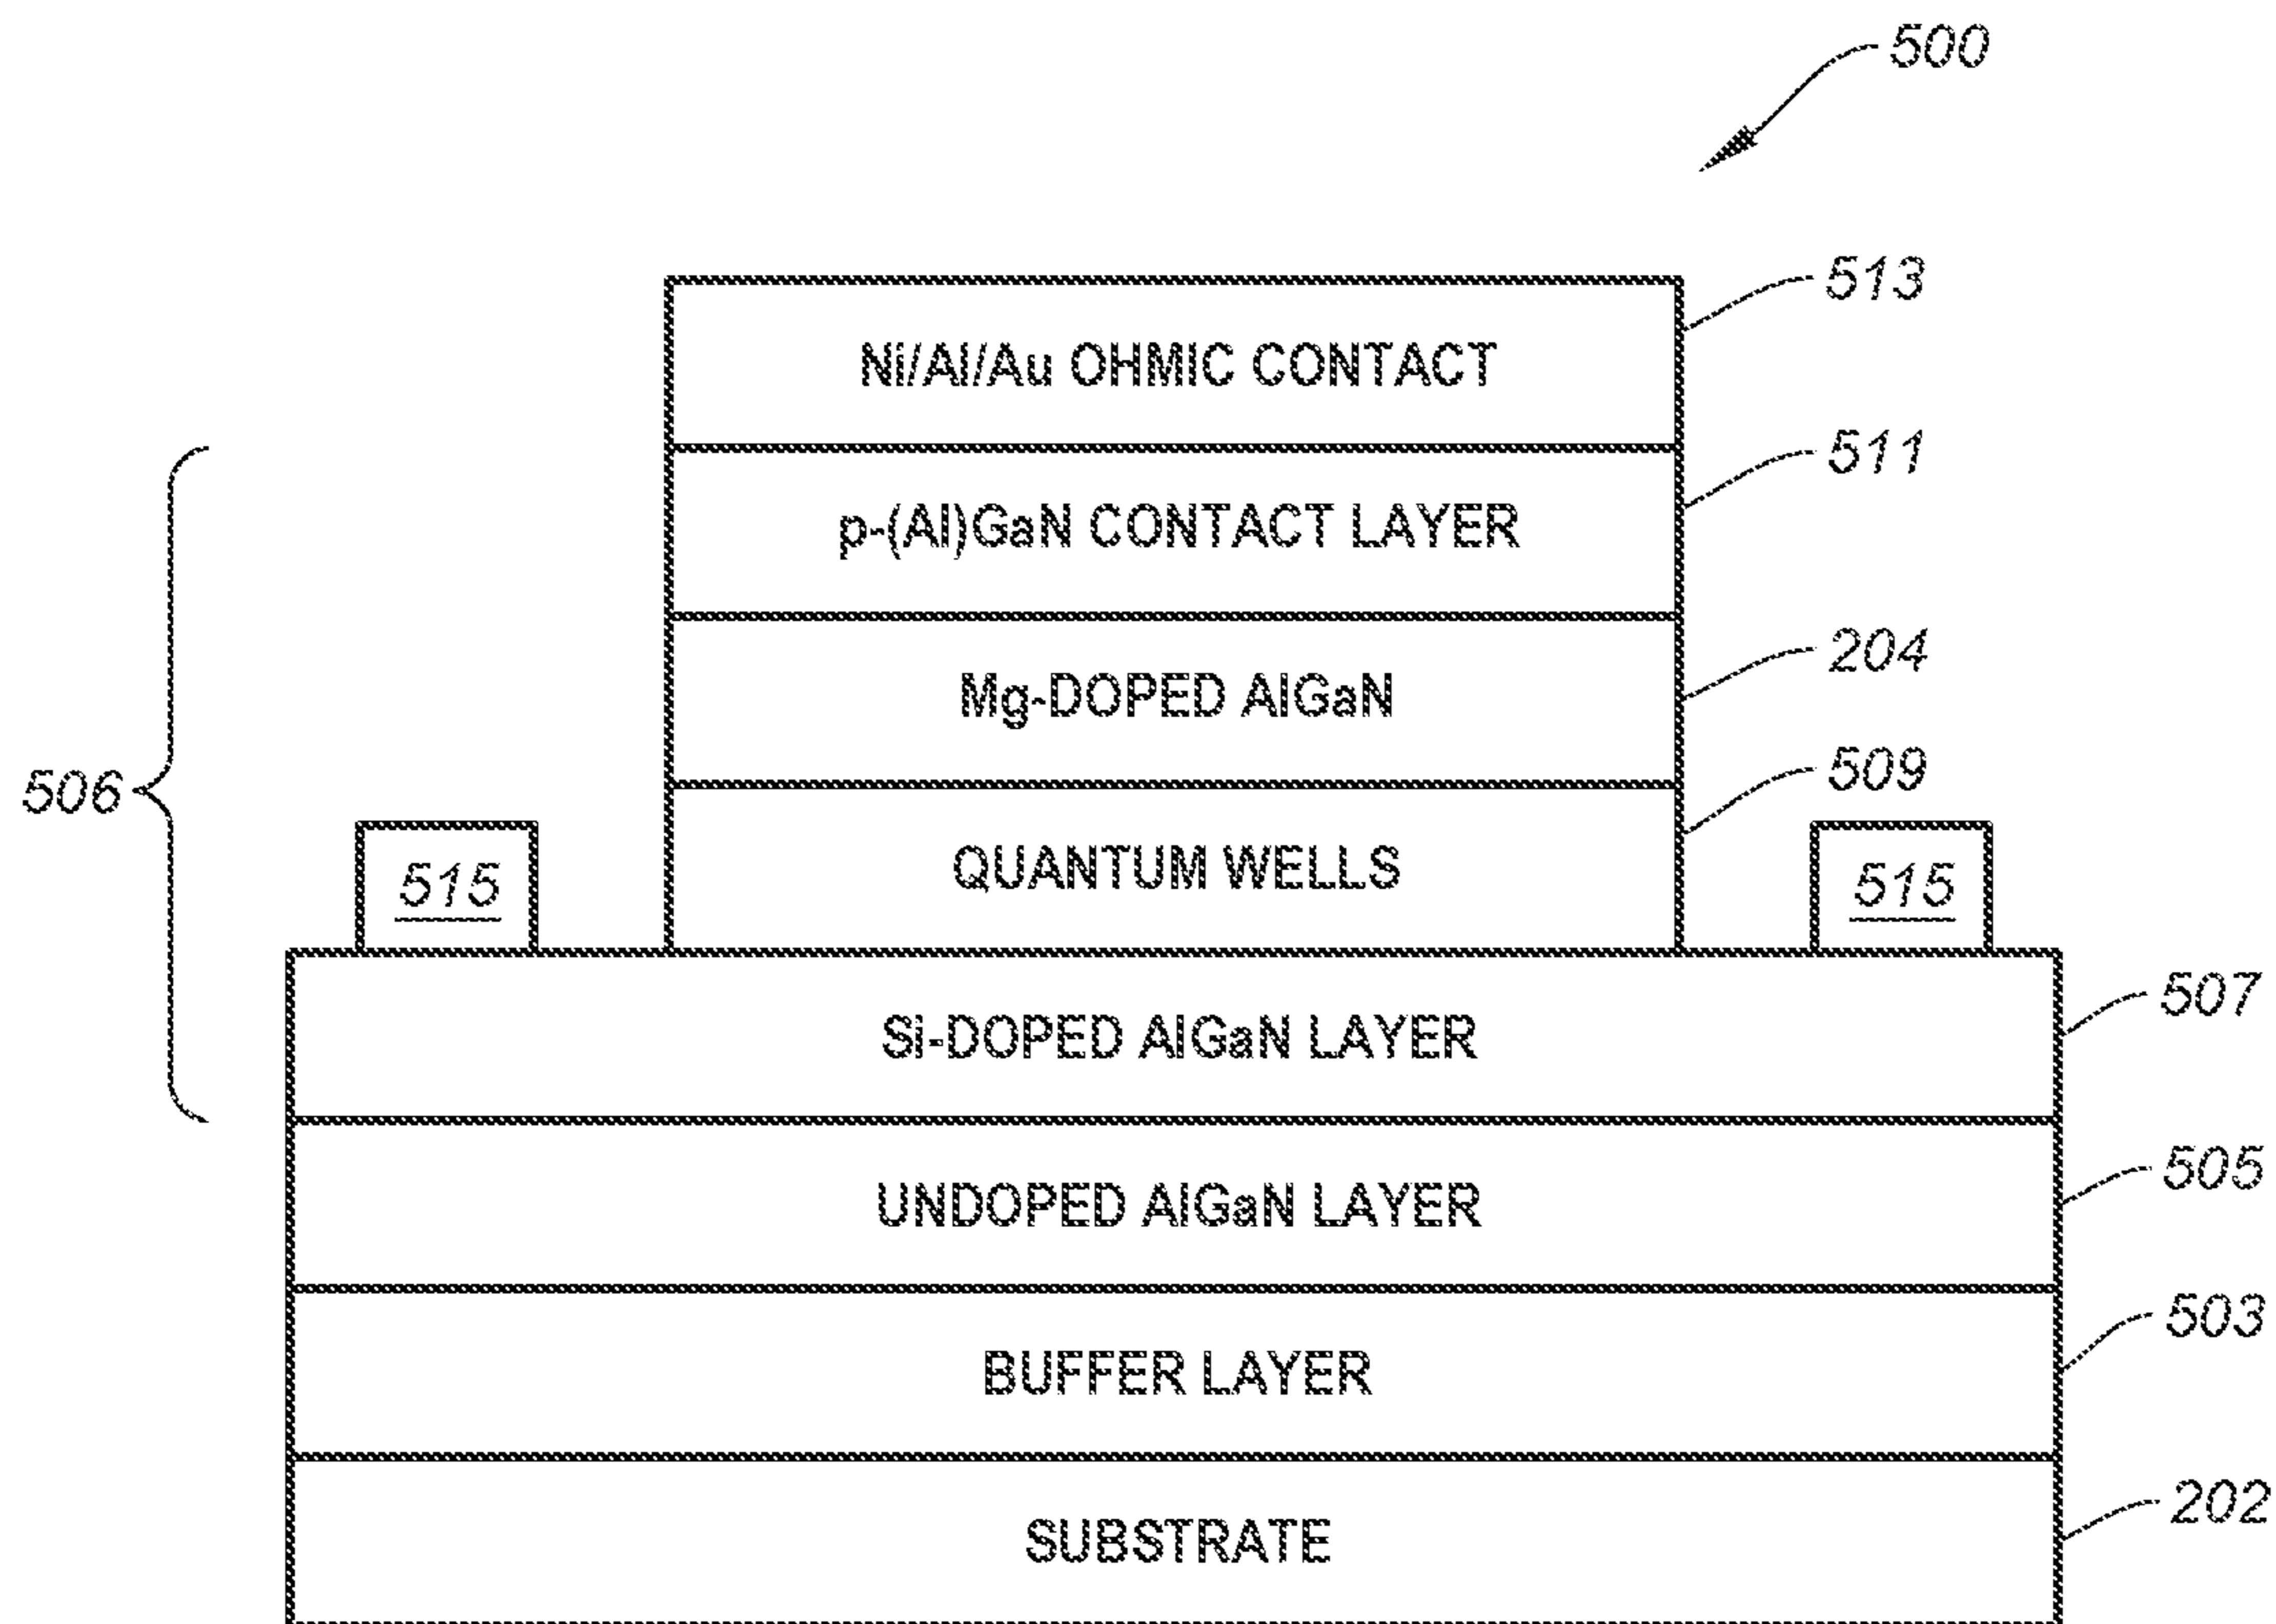 500
513
Ni/Al/Au OHMIC CONTACT
511
p-(Al)GaN CONTACT LAYER
204
Mg-DOPED AlGaN
506
509
QUANTUM WELLS
515
515
507
Si-DOPED AlGaN LAYER
505
UNDOPED AlGaN LAYER
503
BUFFER LAYER
202
SUBSTRATE